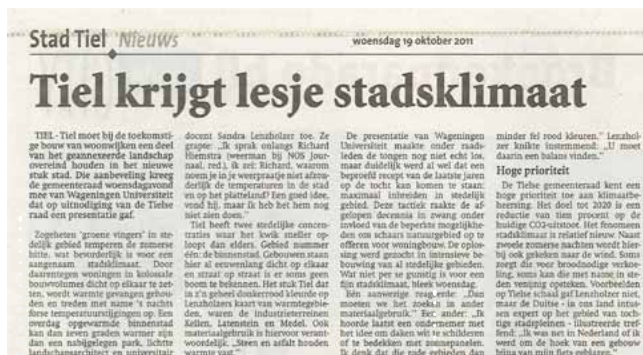 Stad Tiel Nieuws
woensdag 19 oktober 2011
Tiel krijgt lesje stadsklimaat
TIEL - Tiel moet bij de toekomsti-
ge bouw van woonwijken een deel
van het geannexeerde landschap
overeind houden in het nieuwe
stuk stad. Die aanbeveling kreeg
de gemeenteraad woensdagavond
mee van Wageningen Universiteit
dat op uitnodiging van de Tielse
raad een presentatie gaf.
Zogeheten 'groene vingers' in ste-
delijk gebied temperen de zomerse
hitte, wat bevorderlijk is voor een
aangenaam stadsklimaat. Door
daarentegen woningen in kolossale
bouwvolumes dicht op elkaar te zet-
ten, wordt warmte gevangen gehou-
den en treden met name 's nachts
forse temperatuurstijgingen op. Een
overdag opgewarmde binnenstad
kan dan zeven graden warmer zijn
dan een nabijgelegen park, lichtte
landschapsarchitect en universitair
docent Sandra Lenzholzer toe. Ze
grapte: „Ik sprak onlangs Richard
Hiemstra (weerman bij NOS Jour-
naal, red.), ik zei: Richard, waarom
noem je in je weerpraatje niet afzon-
derlijk de temperaturen in de stad
en op het platteland? Een goed idee,
vond hij, maar ik heb het hem nog
niet zien doen."
Tiel heeft twee stedelijke concen-
traties waar het kwik sneller op-
loopt dan elders. Gebied nummer
één: de binnenstad. Gebouwen staan
hier al eeuwenlang dicht op elkaar
en straat op straat is er soms geen
boom te bekennen. Het stuk Tiel dat
in 't geheel donkerrood kleurde op
Lenzholzers kaart van warmtegebie-
den, waren de industrieterreinen
Kellen, Latenstein en Medel. Ook
materiaalgebruik is hiervoor verant-
woordelijk. „Steen en asfalt houden
warmte vast."
De presentatie van Wageningen
Universiteit maakte onder raads-
leden de tongen nog niet echt los,
maar duidelijk werd al wel dat een
beproefd recept van de laatste jaren
op de tocht kan komen te staan:
maximaal inbreiden in stedelijk
gebied. Deze tactiek raakte de af-
gelopen decennia in zwang onder
invloed van de beperkte mogelijkhe-
den om schaars natuurgebied op te
offeren voor woningbouw. De oplos-
sing werd gezocht in intensieve be-
bouwing van al stedelijke gebieden.
Wat niet per se gunstig is voor een
fijn stadsklimaat, bleek woensdag.
Eén aanwezige reageerde: „Dan
moeten we het zoeken in ander
materiaalgebruik." Eer ander: „Ik
hoorde laatst een ondernemer met
het idee om daken wit te schilderen
of te bedekken met zonnepanelen.
Ik denk dat die rode gebieden dan
minder fel rood kleuren." Lenzhol-
zer knikte instemmend: „U moet
daarin een balans vinden."
Hoge prioriteit
De Tielse gemeenteraad kent een
hoge prioriteit toe aan klimaatbe-
heersing. Het doel tot 2020 is een
reductie van tien procent op de
huidige CO2-uitstoot. Het fenomeen
stadsklimaat is relatief nieuw. Naast
zwoele zomerse nachten wordt hier-
bij ook gekeken naar de wind. Soms
zorgt die voor broodnodige verkoe-
ling, soms kan die met name in ste-
den venijnig opsteken. Voorbeelden
op Tielse schaal gaf Lenzholzer niet,
maar de Duitse - in ons land intus-
sen expert op het gebied van toch-
tige stadspleinen - illustreerde tref-
fend: „Ik was net in Nederland of ik
werd om de hoek van een gebouw
bijna van mijn fiets geblazen."